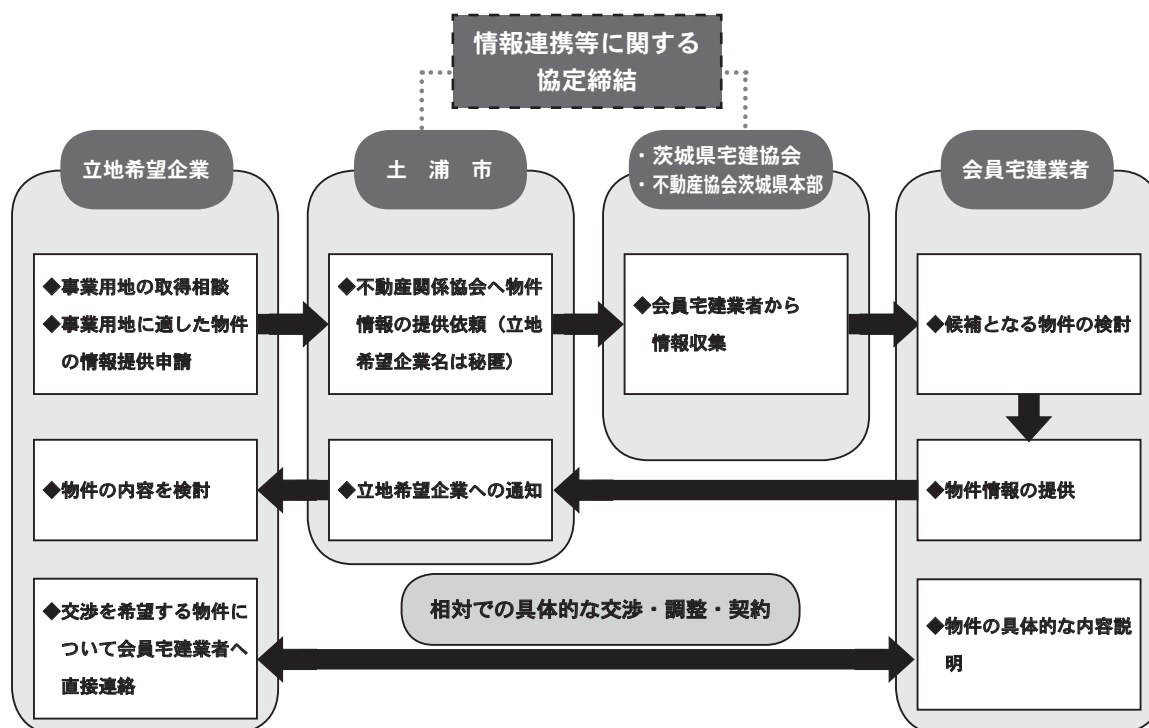 情報連携等に関する
協定締結
立地希望企業
土　浦　市
・茨城県宅建協会
・不動産協会茨城県本部
会員宅建業者
◆事業用地の取得相談
◆事業用地に適した物件
の情報提供申請
◆不動産関係協会へ物件
情報の提供依頼（立地
希望企業名は秘匿）
◆会員宅建業者から
情報収集
◆候補となる物件の検討
◆物件の内容を検討
◆立地希望企業への通知
◆物件情報の提供
◆交渉を希望する物件に
ついて会員宅建業者へ
直接連絡
相対での具体的な交渉・調整・契約
◆物件の具体的な内容説
明